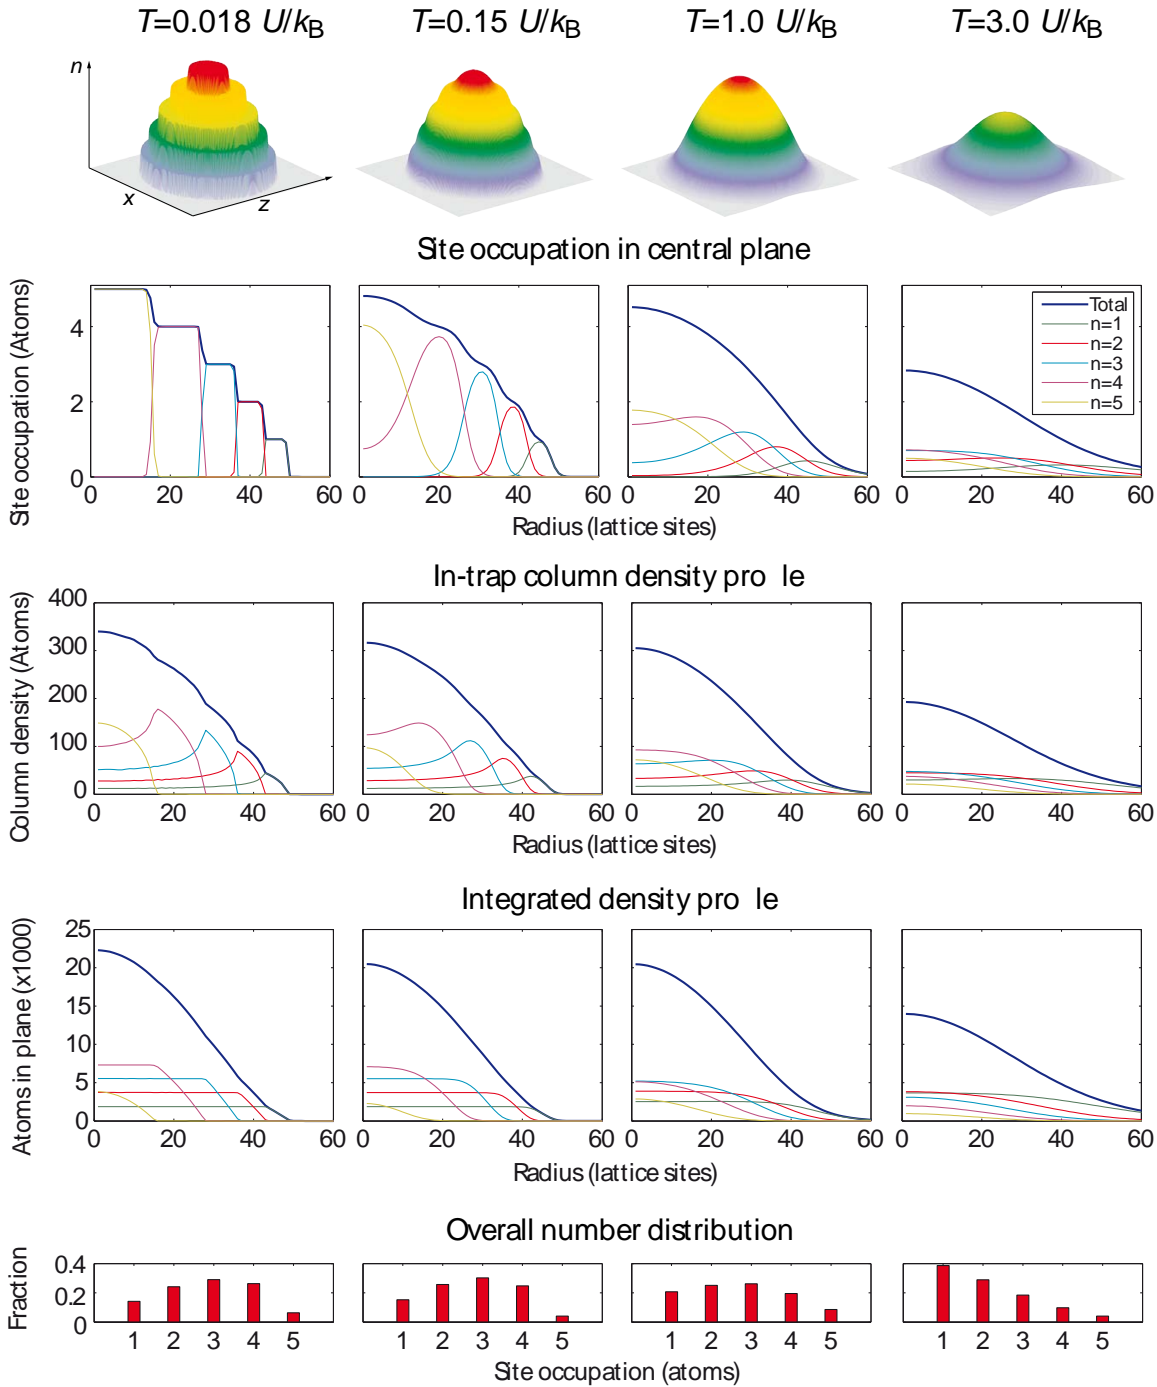 T=0.018 U/kB T=0.15 U/kB T=1.0 U/kB T=3.0 U/kB
n
x
z
Site occupation in central plane
Site occupation (Atoms)
4
2
0
0 20 40 60 0 20 40 60 0 20 40 60 0 20 40 60
Total
n=1
n=2
n=3
n=4
n=5
Radius (lattice sites)
In-trap column density pro le
Column density (Atoms)
400
300
200
100
0
0 20 40 60 0 20 40 60 0 20 40 60 0 20 40 60
Radius (lattice sites)
Integrated density pro le
Atoms in plane (x1000)
25
20
15
10
5
0
0 20 40 60 0 20 40 60 0 20 40 60 0 20 40 60
Radius (lattice sites)
Overall number distribution
Fraction
0.4
0.2
0
1 2 3 4 5 1 2 3 4 5 1 2 3 4 5 1 2 3 4 5
Site occupation (atoms)